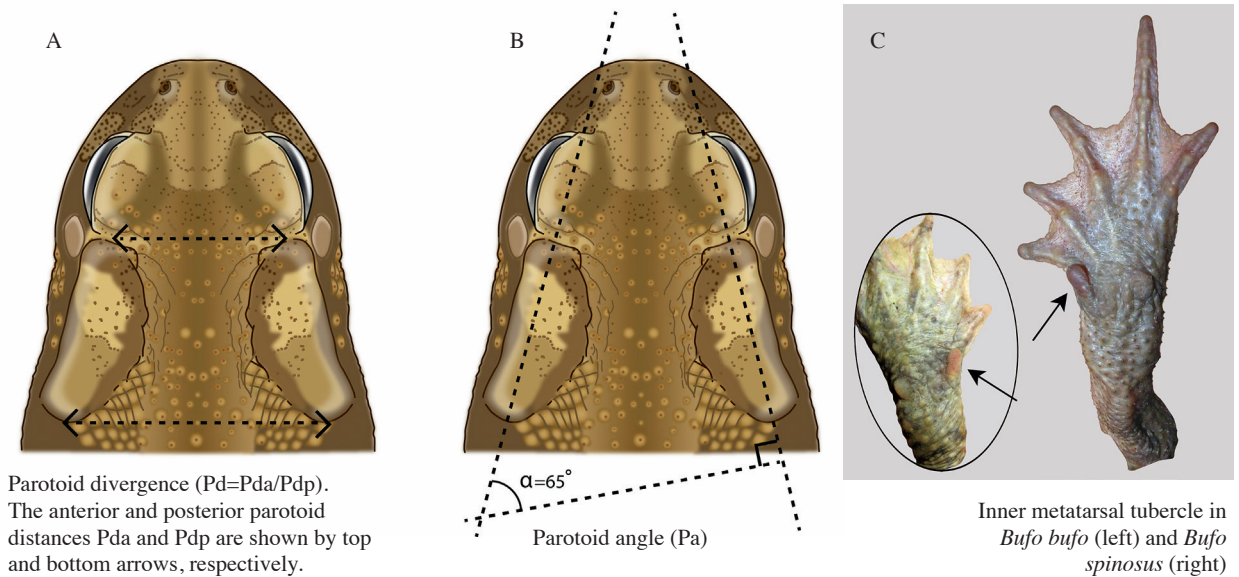 A
B
C
α=65°
Parotoid divergence (Pd=Pda/Pdp).
The anterior and posterior parotoid
distances Pda and Pdp are shown by top
and bottom arrows, respectively.
Parotoid angle (Pa)
Inner metatarsal tubercle in
Bufo bufo (left) and Bufo
spinosus (right)